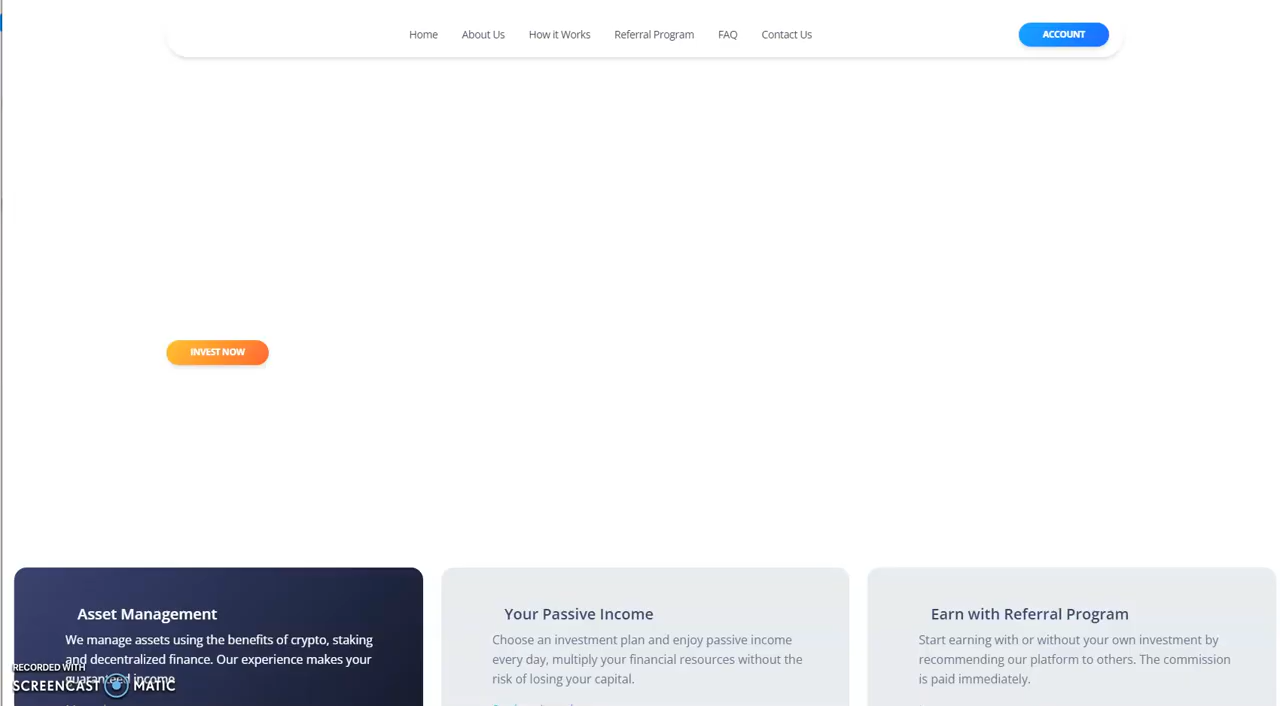 Home About Us How it Works Referral Program FAQ Contact Us ACCOUNT
INVEST NOW
Asset Management
We manage assets using the benefits of crypto, staking
and decentralized finance. Our experience makes your
guaranteed income
Your Passive Income
Choose an investment plan and enjoy passive income
every day, multiply your financial resources without the
risk of losing your capital.
Earn with Referral Program
Start earning with or without your own investment by
recommending our platform to others. The commission
is paid immediately.
RECORDED WITH
SCREENCAST MATIC